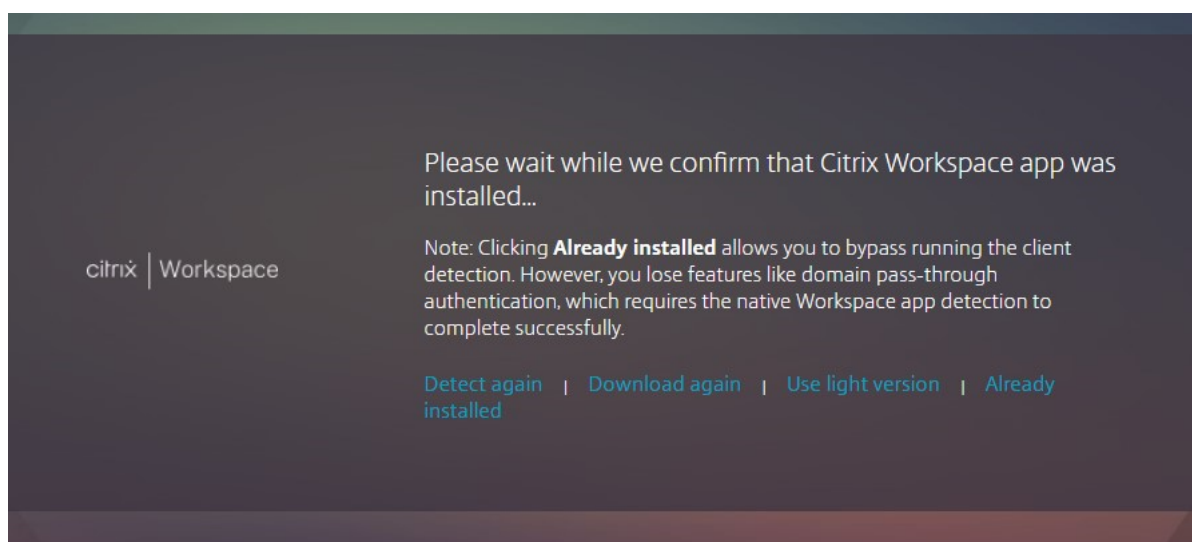 Please wait while we confirm that Citrix Workspace app was
installed...
Note: Clicking Already installed allows you to bypass running the client
detection. However, you lose features like domain pass-through
authentication, which requires the native Workspace app detection to
complete successfully.
citrix | Workspace
Detect again | Download again | Use light version | Already
installed